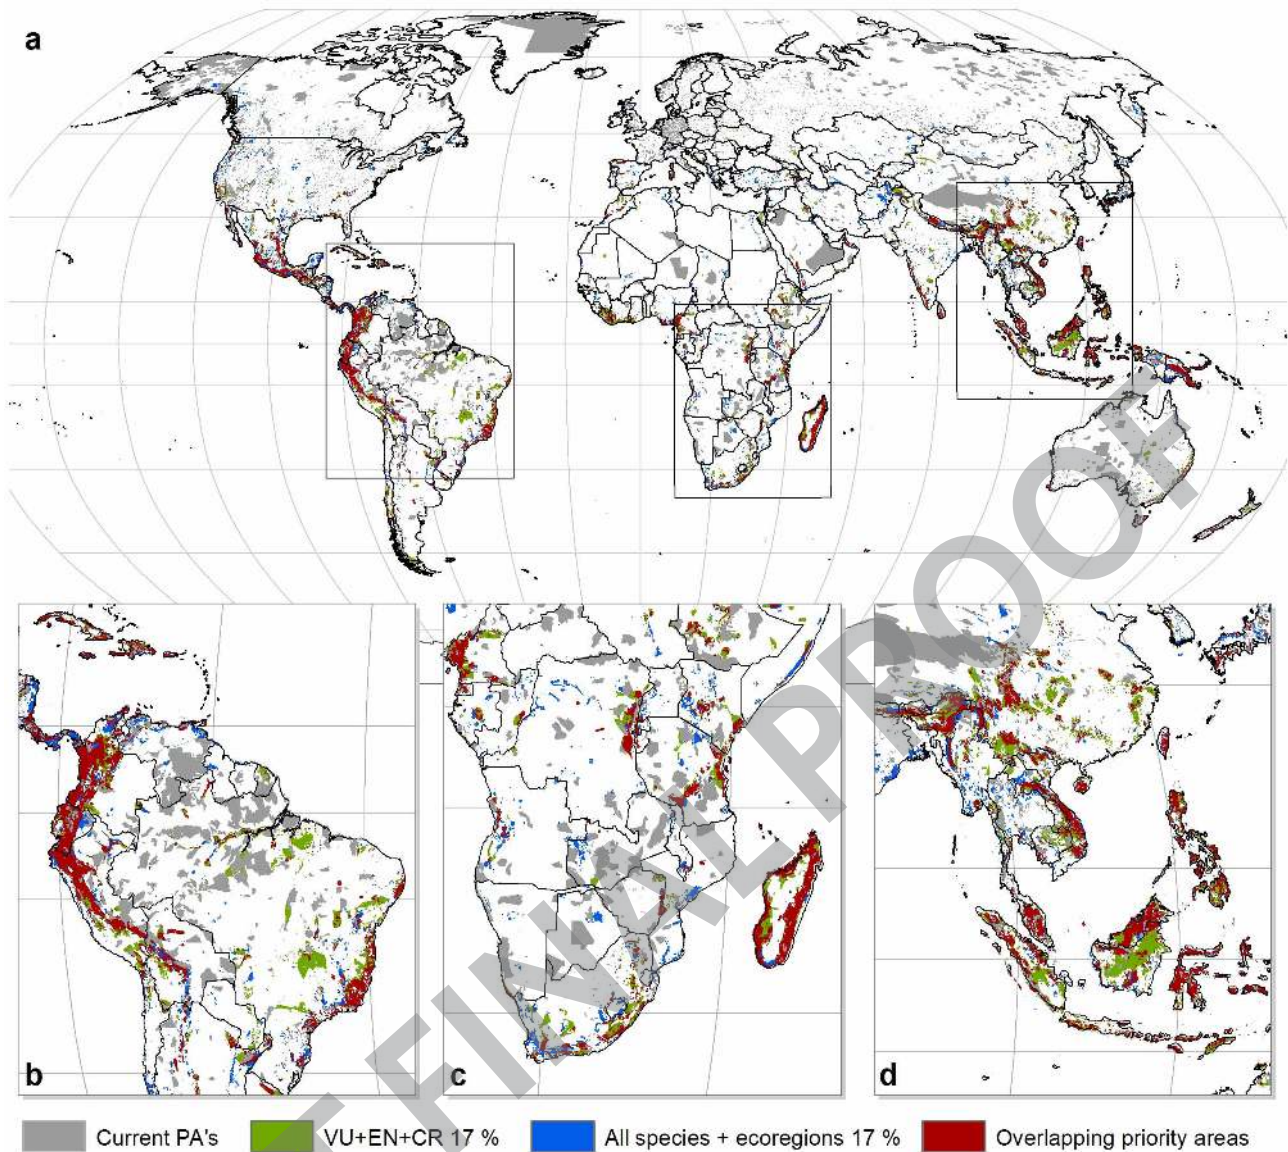 a
b
c
d
Current PA's
VU+EN+CR 17 %
All species + ecoregions 17 %
Overlapping priority areas
FINAL PROOF